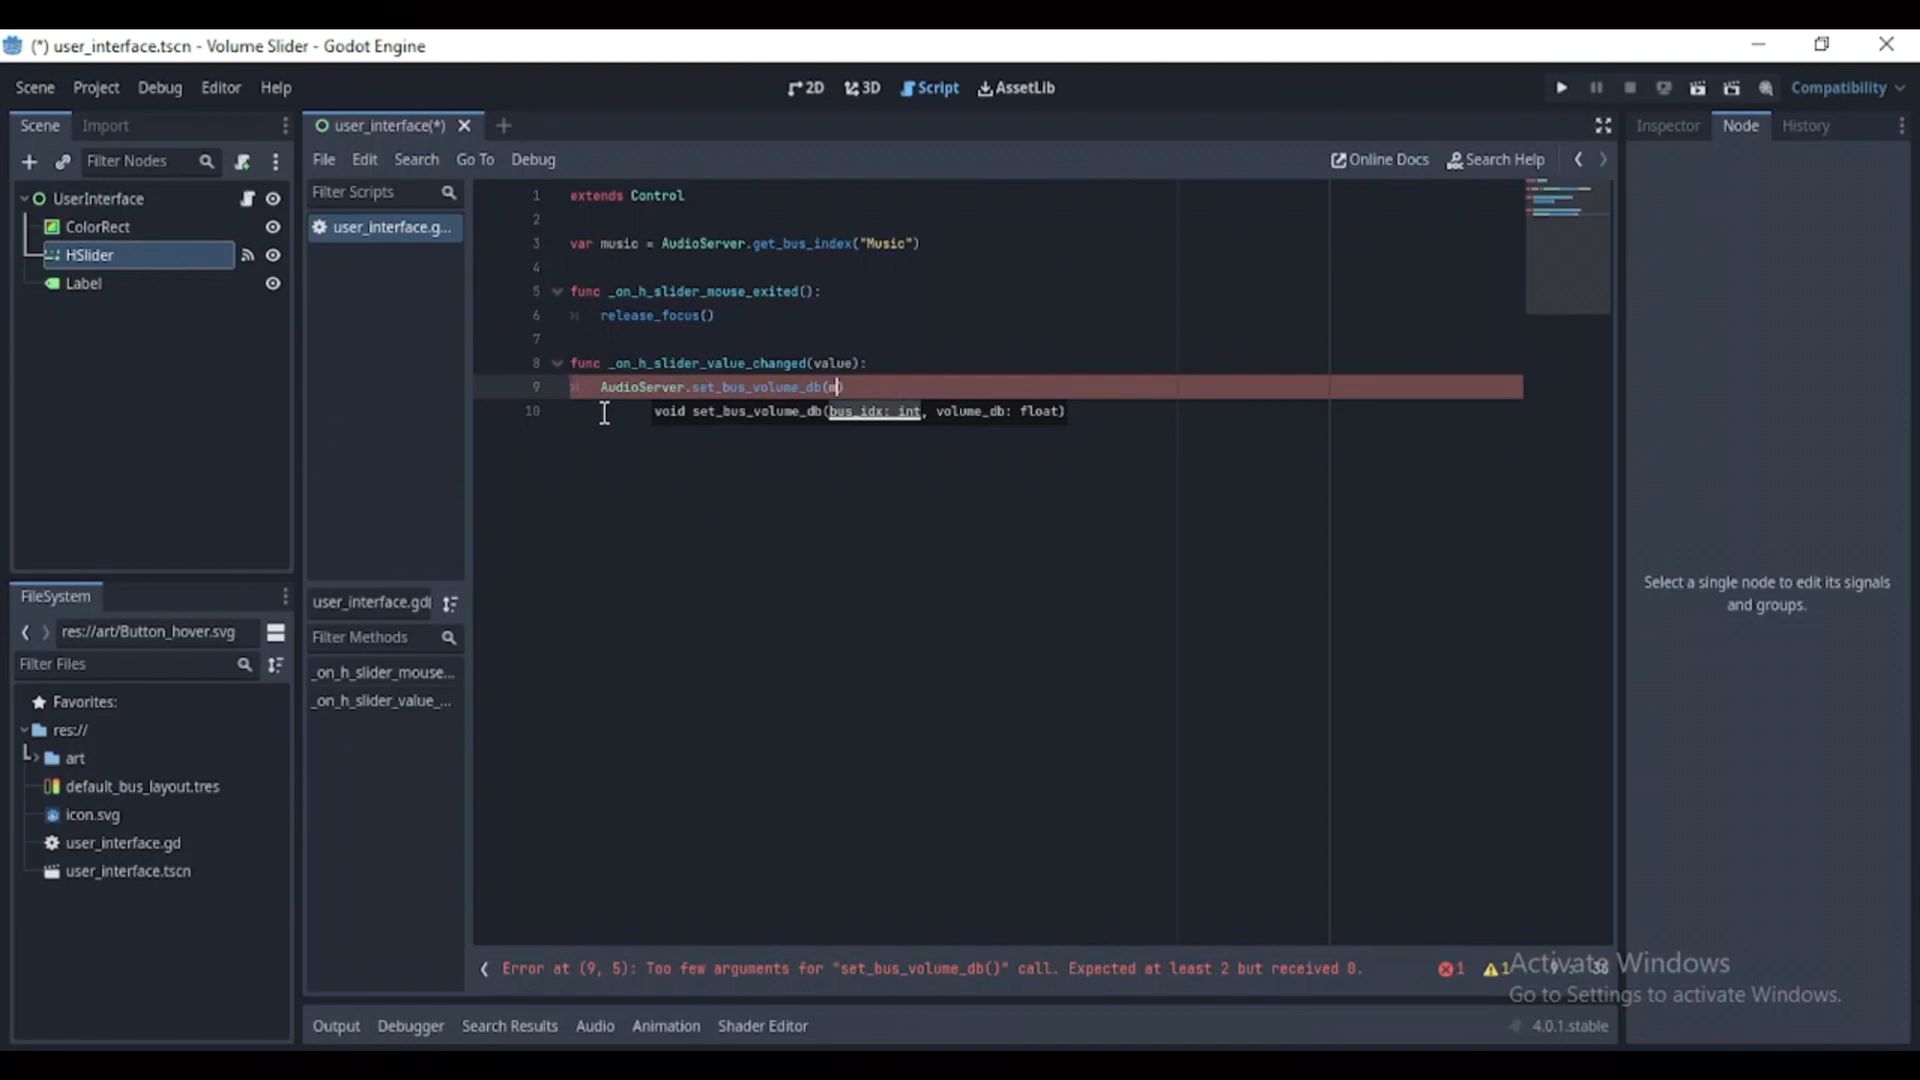 (*) user_interface.tscn - Volume Slider - Godot Engine
Scene Project Debug Editor Help
2D 3D Script AssetLib
Compatibility
Scene Import
user_interface(*)
Inspector Node History
Filter Nodes
File Edit Search Go To Debug
Online Docs Search Help
UserInterface
ColorRect
HSlider
Label
Filter Scripts
user_interface.g...
1 extends Control
2
3 var music = AudioServer.get_bus_index("Music")
4
5 func _on_h_slider_mouse_exited():
6 release_focus()
7
8 func _on_h_slider_value_changed(value):
9 AudioServer.set_bus_volume_db(m)
10
void set_bus_volume_db(bus_idx: int, volume_db: float)
Select a single node to edit its signals
and groups.
FileSystem
res://art/Button_hover.svg
Filter Files
Favorites:
res://
art
default_bus_layout.tres
icon.svg
user_interface.gd
user_interface.tscn
user_interface.gd
Filter Methods
_on_h_slider_mouse...
_on_h_slider_value_...
Error at (9, 5): Too few arguments for "set_bus_volume_db()" call. Expected at least 2 but received 0.
1 1
Activate Windows
Go to Settings to activate Windows.
Output Debugger Search Results Audio Animation Shader Editor
4.0.1.stable